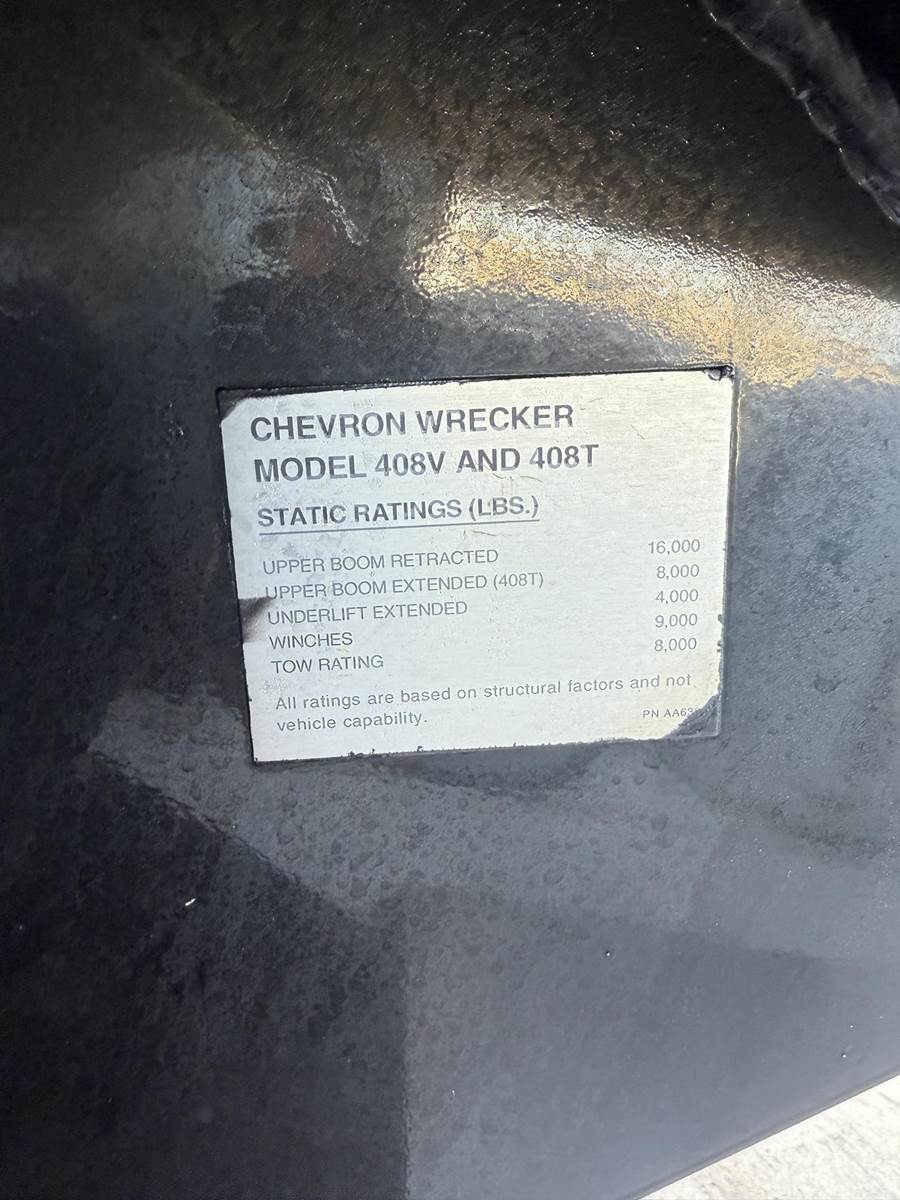 CHEVRON WRECKER
MODEL 408V AND 408T
STATIC RATINGS (LBS.)
UPPER BOOM RETRACTED 16,000
UPPER BOOM EXTENDED (408T) 8,000
UNDERLIFT EXTENDED 4,000
WINCHES 9,000
TOW RATING 8,000
All ratings are based on structural factors and not
vehicle capability.
PN